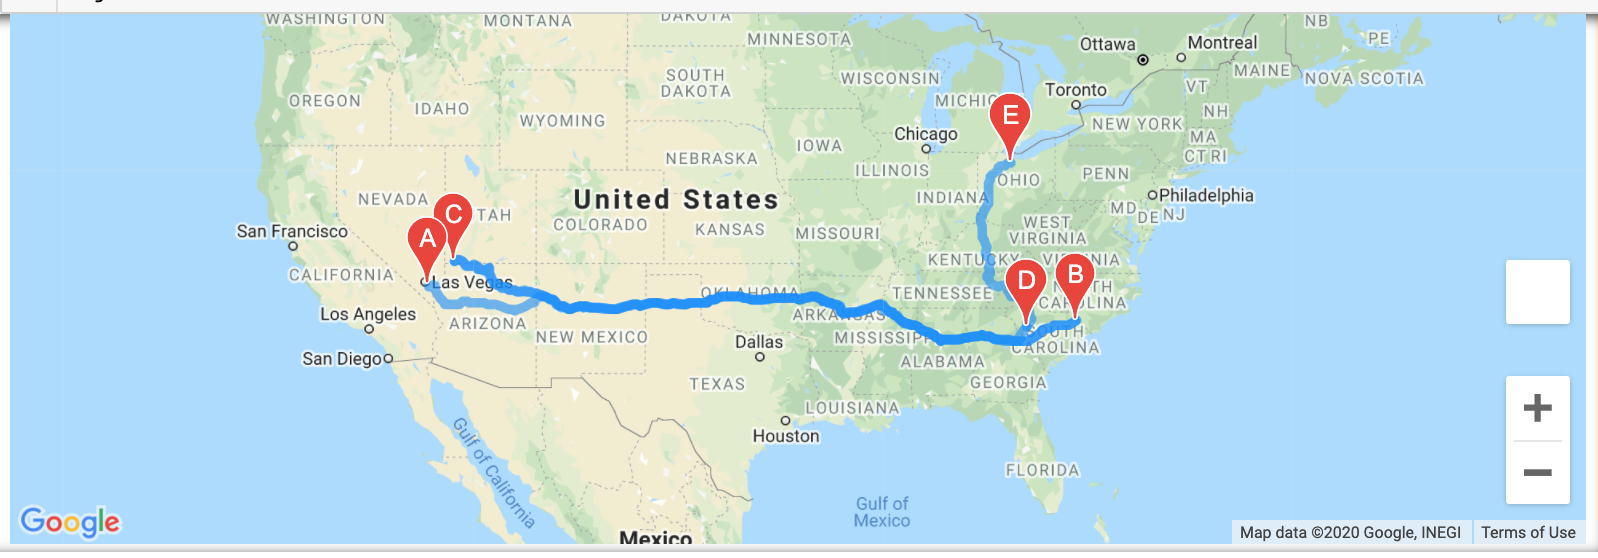 WASHINGTON
MONTANA
DAKOTA
NB
PE
MINNESOTA
Ottawa
Montreal
MAINE
NOVA SCOTIA
SOUTH
DAKOTA
WISCONSIN
OREGON
IDAHO
MICHIG
Toronto
VT
NH
WYOMING
E
NEW YORK
MA
CT RI
Chicago
IOWA
NEBRASKA
ILLINOIS
OHIO
PENN
NEVADA
United States
INDIANA
Philadelphia
C
TAH
MD
DE
NJ
San Francisco
A
COLORADO
KANSAS
MISSOURI
WEST
VIRGINIA
CALIFORNIA
KENTUCKY
VIRGINIA
Las Vegas
D
B
OKLAHOMA
TENNESSEE
NORTH
CAROLINA
Los Angeles
ARIZONA
NEW MEXICO
ARKANSAS
San Diego
Dallas
MISSISSIPP
SOUTH
CAROLINA
ALABAMA
TEXAS
GEORGIA
LOUISIANA
Houston
Gulf of California
FLORIDA
Gulf of
Mexico
Mexico
Google
Map data ©2020 Google, INEGI
Terms of Use